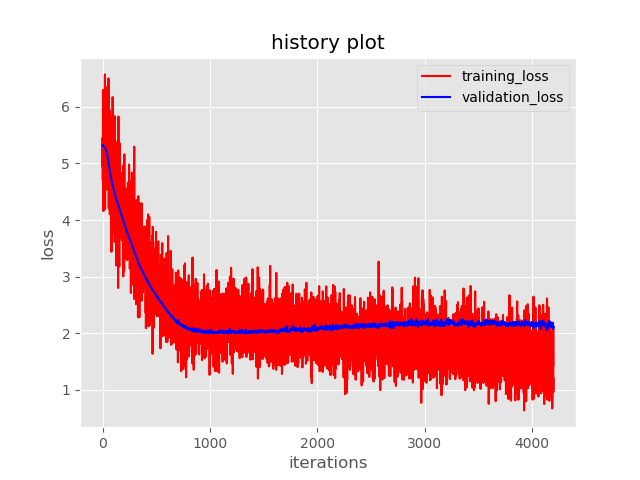 history plot
training_loss
validation_loss
6
5
4
3
2
1
loss
0 1000 2000 3000 4000
iterations